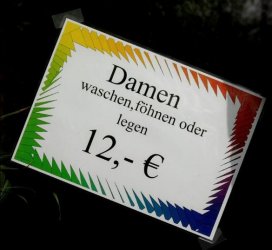 Damen
waschen,föhnen oder
legen
12,- €